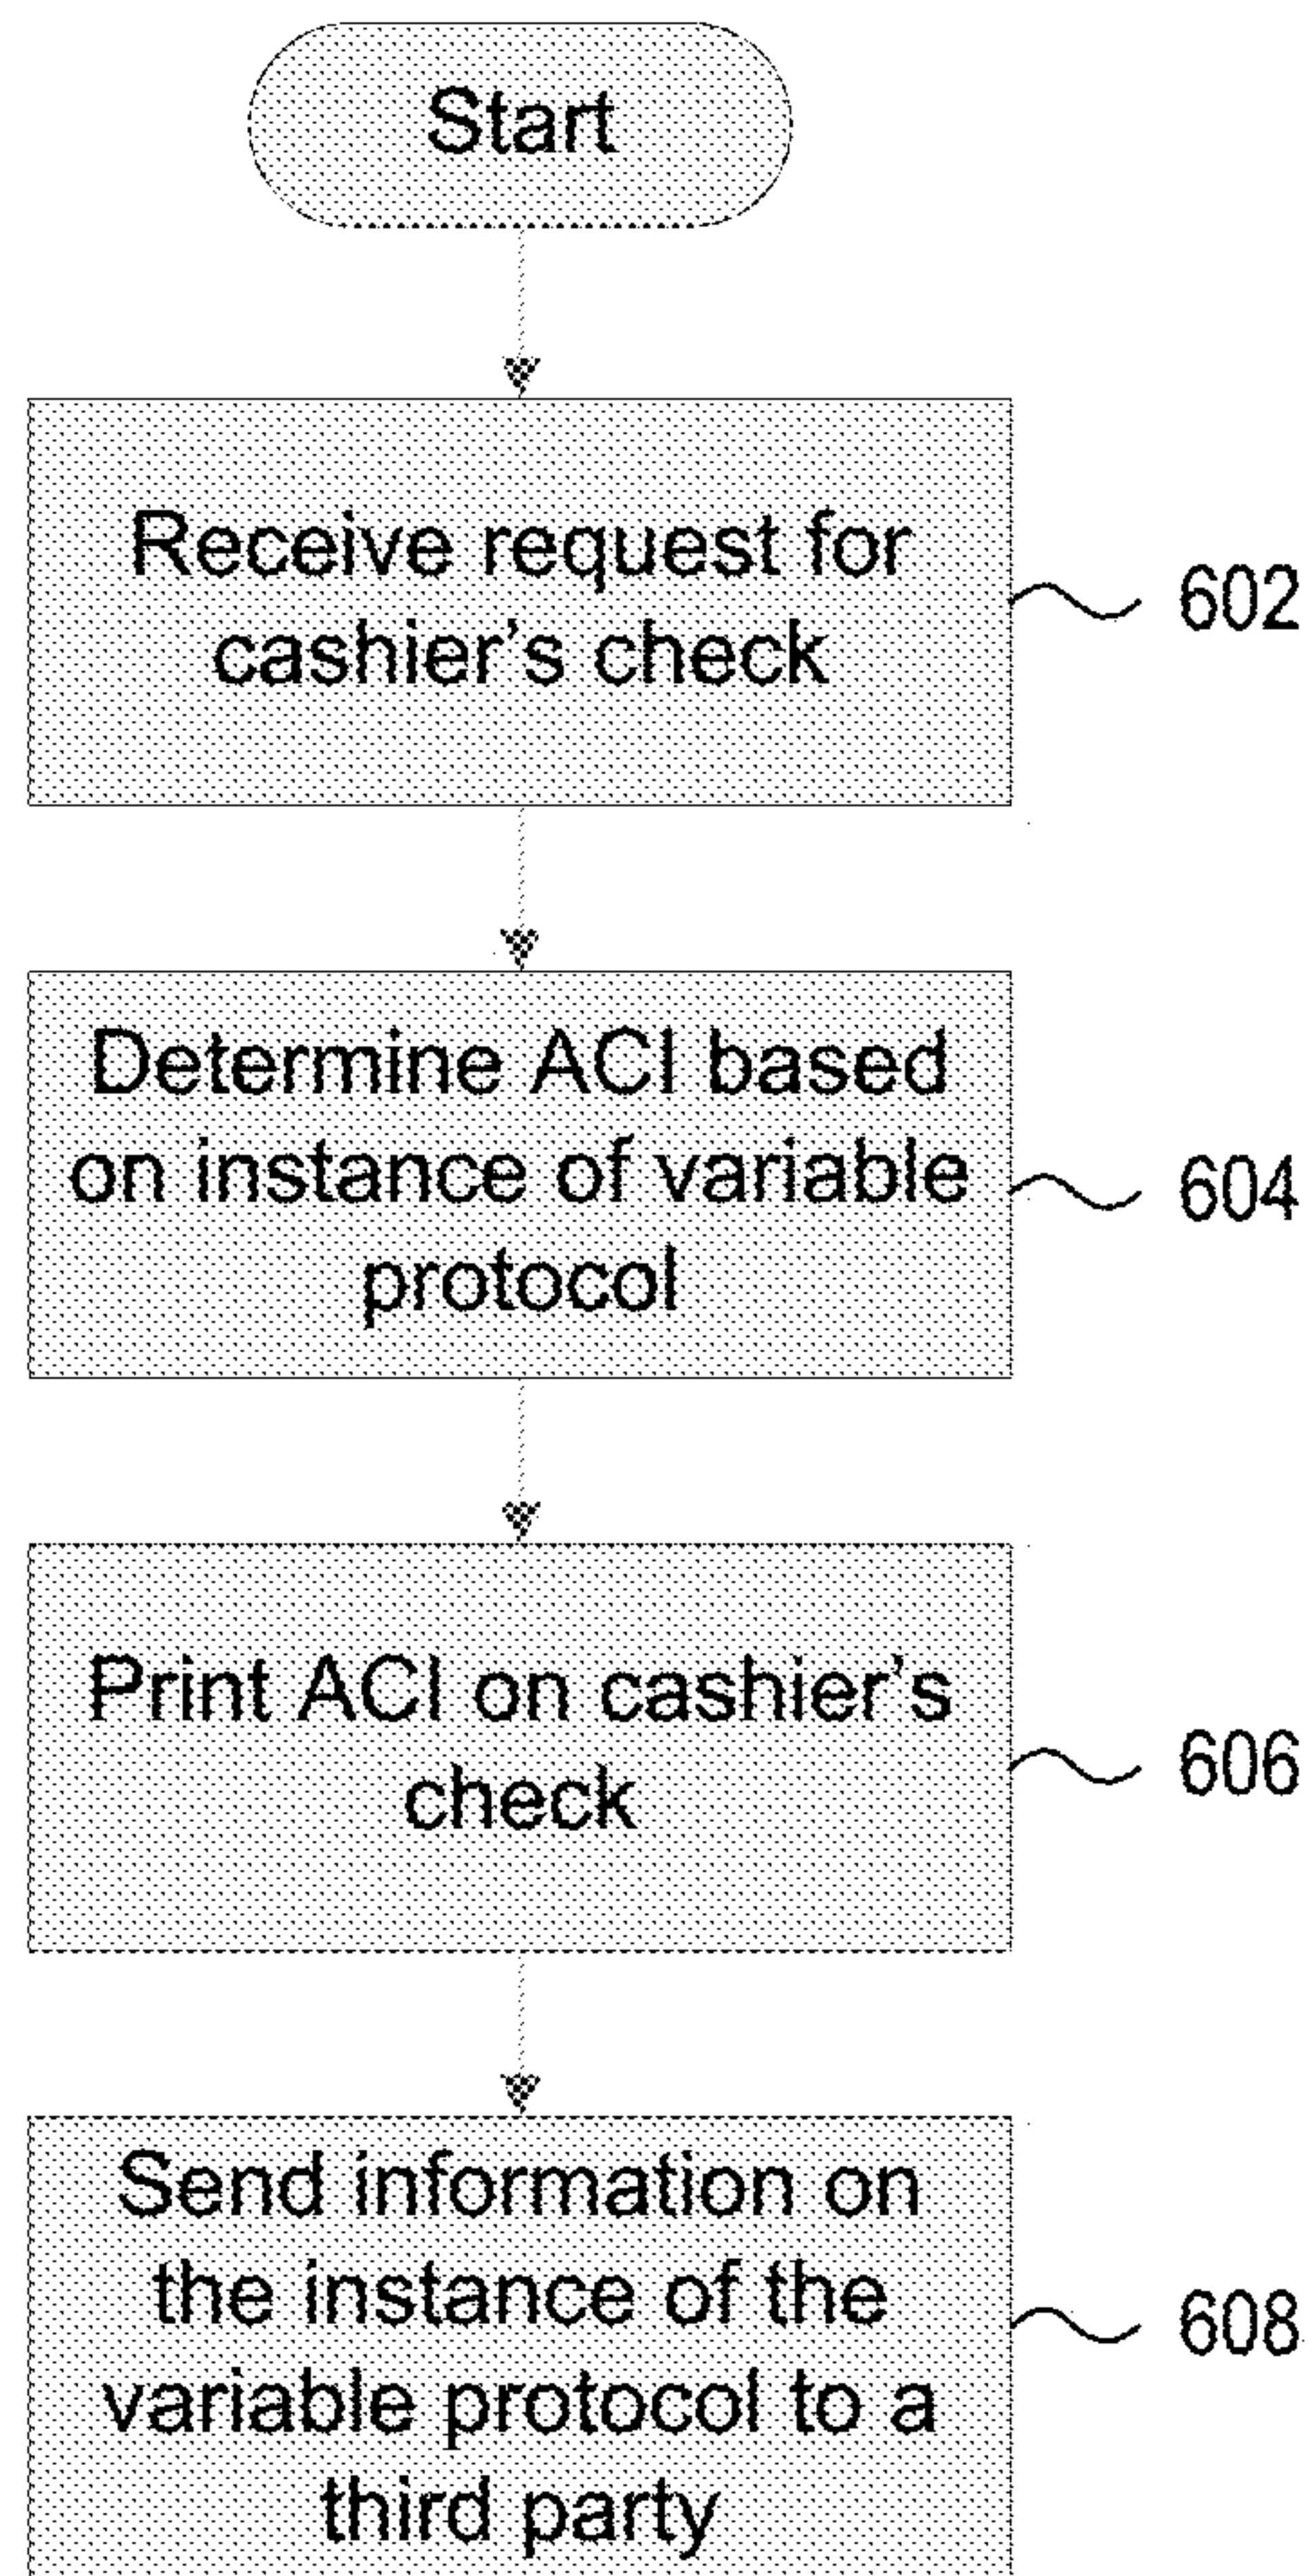 Start
Receive request for
cashier's check
602
Determine ACI based
on instance of variable
protocol
604
Print ACI on cashier's
check
606
Send information on
the instance of the
variable protocol to a
third party
608